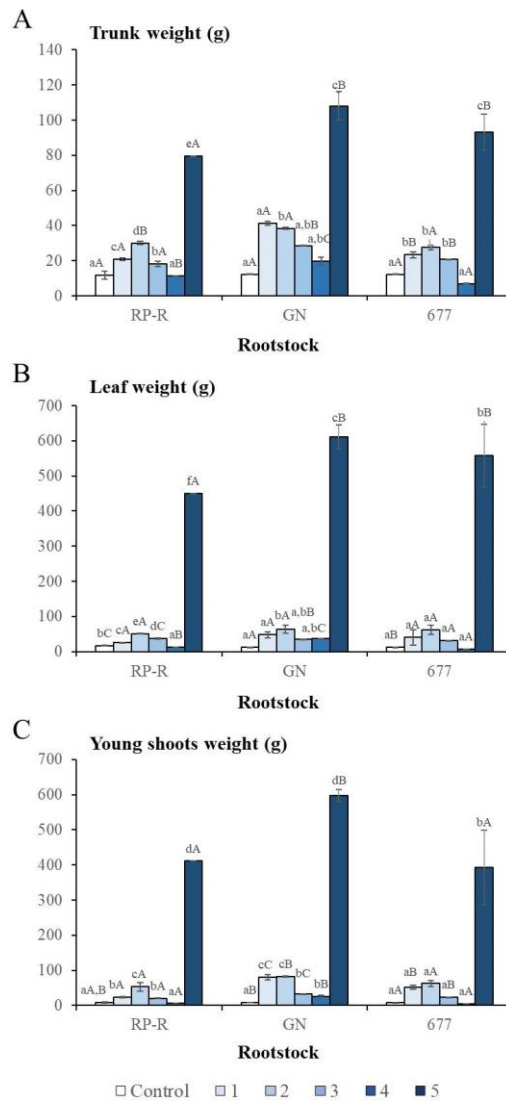 A
Trunk weight (g)
140
120
100
80
60
40
20
0
aA cA dB bA aB eA
aA aA bA a,bB a,bC cB
aA bB bA bB aA cB
RP-R GN 677
Rootstock
B
Leaf weight (g)
700
600
500
400
300
200
100
0
bC cA eA dC aB fA
aA aA bA a,bB a,bC cB
aB aA aA aA aA bB
RP-R GN 677
Rootstock
C
Young shoots weight (g)
700
600
500
400
300
200
100
0
aA,B bA cA bA aA dA
aB cC cB bC bB dB
aA aB aA aB aA bA
RP-R GN 677
Rootstock
Control 1 2 3 4 5